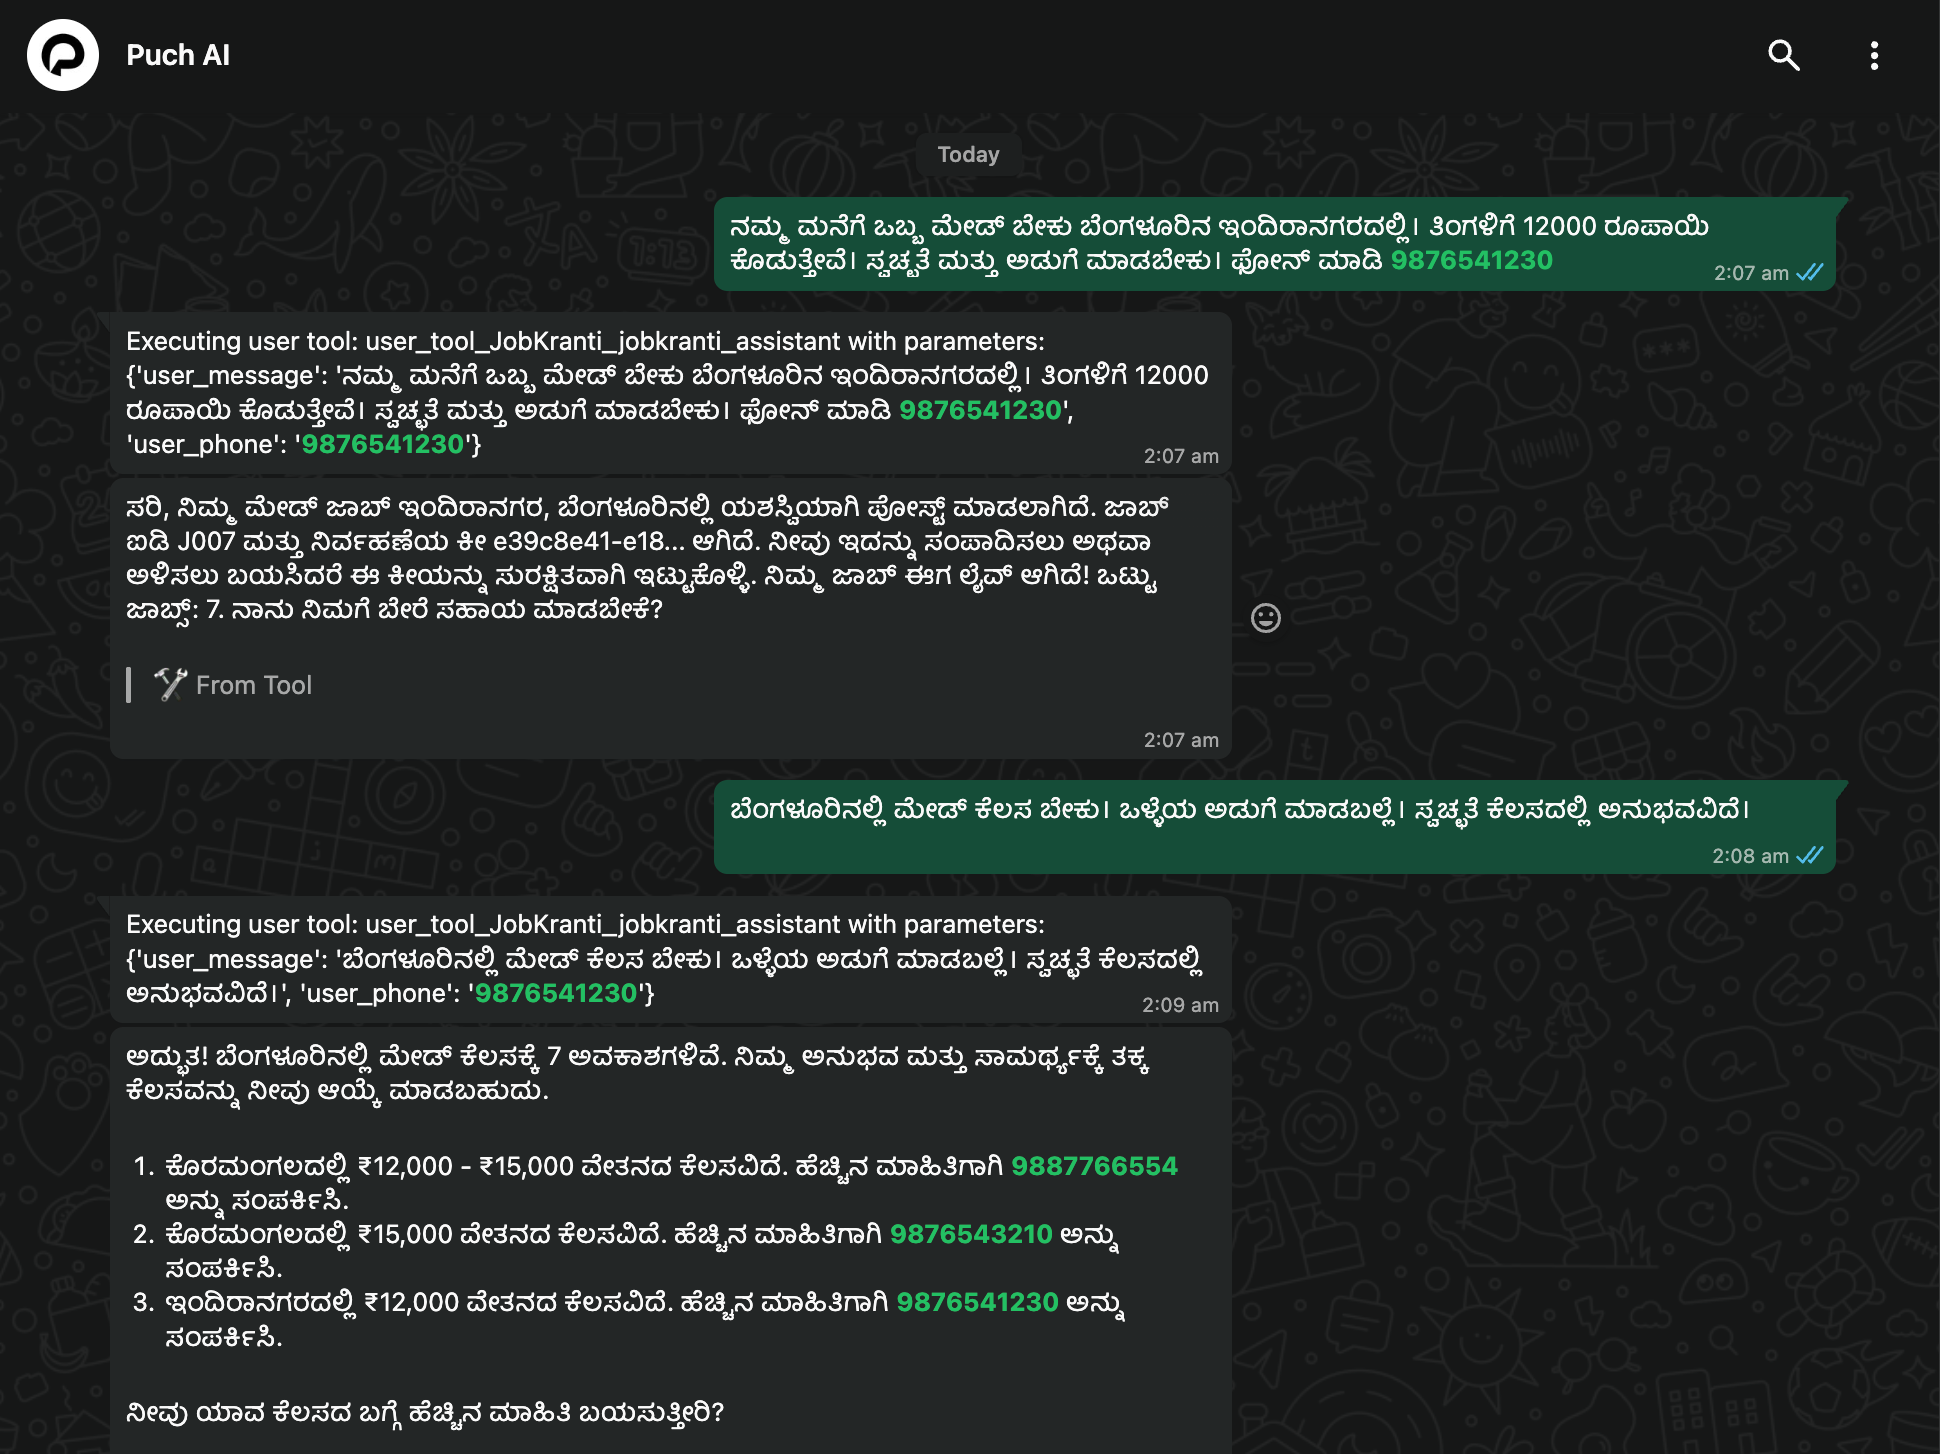 Puch AI
Today
ನಮ್ಮ ಮನೆಗೆ ಒಬ್ಬ ಮೇಡ್ ಬೇಕು ಬೆಂಗಳೂರಿನ ಇಂದಿರಾನಗರದಲ್ಲಿ। ತಿಂಗಳಿಗೆ 12000 ರೂಪಾಯಿ
ಕೊಡುತ್ತೇವೆ। ಸ್ವಚ್ಛತೆ ಮತ್ತು ಅಡುಗೆ ಮಾಡಬೇಕು। ಫೋನ್ ಮಾಡಿ 9876541230
2:07 am
Executing user tool: user_tool_JobKranti_jobkranti_assistant with parameters:
{'user_message': 'ನಮ್ಮ ಮನೆಗೆ ಒಬ್ಬ ಮೇಡ್ ಬೇಕು ಬೆಂಗಳೂರಿನ ಇಂದಿರಾನಗರದಲ್ಲಿ। ತಿಂಗಳಿಗೆ 12000
ರೂಪಾಯಿ ಕೊಡುತ್ತೇವೆ। ಸ್ವಚ್ಛತೆ ಮತ್ತು ಅಡುಗೆ ಮಾಡಬೇಕು। ಫೋನ್ ಮಾಡಿ 9876541230',
'user_phone': '9876541230'}
2:07 am
ಸರಿ, ನಿಮ್ಮ ಮೇಡ್ ಜಾಬ್ ಇಂದಿರಾನಗರ, ಬೆಂಗಳೂರಿನಲ್ಲಿ ಯಶಸ್ವಿಯಾಗಿ ಪೋಸ್ಟ್ ಮಾಡಲಾಗಿದೆ. ಜಾಬ್
ಐಡಿ J007 ಮತ್ತು ನಿರ್ವಹಣೆಯ ಕೀ e39c8e41-e18... ಆಗಿದೆ. ನೀವು ಇದನ್ನು ಸಂಪಾದಿಸಲು ಅಥವಾ
ಅಳಿಸಲು ಬಯಸಿದರೆ ಈ ಕೀಯನ್ನು ಸುರಕ್ಷಿತವಾಗಿ ಇಟ್ಟುಕೊಳ್ಳಿ. ನಿಮ್ಮ ಜಾಬ್ ಈಗ ಲೈವ್ ಆಗಿದೆ! ಒಟ್ಟು
ಜಾಬ್ಸ್: 7. ನಾನು ನಿಮಗೆ ಬೇರೆ ಸಹಾಯ ಮಾಡಬೇಕೆ?
From Tool
2:07 am
ಬೆಂಗಳೂರಿನಲ್ಲಿ ಮೇಡ್ ಕೆಲಸ ಬೇಕು। ಒಳ್ಳೆಯ ಅಡುಗೆ ಮಾಡಬಲ್ಲೆ। ಸ್ವಚ್ಛತೆ ಕೆಲಸದಲ್ಲಿ ಅನುಭವವಿದೆ।
2:08 am
Executing user tool: user_tool_JobKranti_jobkranti_assistant with parameters:
{'user_message': 'ಬೆಂಗಳೂರಿನಲ್ಲಿ ಮೇಡ್ ಕೆಲಸ ಬೇಕು। ಒಳ್ಳೆಯ ಅಡುಗೆ ಮಾಡಬಲ್ಲೆ। ಸ್ವಚ್ಛತೆ ಕೆಲಸದಲ್ಲಿ
ಅನುಭವವಿದೆ।', 'user_phone': '9876541230'}
2:09 am
ಅದ್ಭುತ! ಬೆಂಗಳೂರಿನಲ್ಲಿ ಮೇಡ್ ಕೆಲಸಕ್ಕೆ 7 ಅವಕಾಶಗಳಿವೆ. ನಿಮ್ಮ ಅನುಭವ ಮತ್ತು ಸಾಮರ್ಥ್ಯಕ್ಕೆ ತಕ್ಕ
ಕೆಲಸವನ್ನು ನೀವು ಆಯ್ಕೆ ಮಾಡಬಹುದು.
1. ಕೊರಮಂಗಲದಲ್ಲಿ ₹12,000 - ₹15,000 ವೇತನದ ಕೆಲಸವಿದೆ. ಹೆಚ್ಚಿನ ಮಾಹಿತಿಗಾಗಿ 9887766554
ಅನ್ನು ಸಂಪರ್ಕಿಸಿ.
2. ಕೊರಮಂಗಲದಲ್ಲಿ ₹15,000 ವೇತನದ ಕೆಲಸವಿದೆ. ಹೆಚ್ಚಿನ ಮಾಹಿತಿಗಾಗಿ 9876543210 ಅನ್ನು
ಸಂಪರ್ಕಿಸಿ.
3. ಇಂದಿರಾನಗರದಲ್ಲಿ ₹12,000 ವೇತನದ ಕೆಲಸವಿದೆ. ಹೆಚ್ಚಿನ ಮಾಹಿತಿಗಾಗಿ 9876541230 ಅನ್ನು
ಸಂಪರ್ಕಿಸಿ.
ನೀವು ಯಾವ ಕೆಲಸದ ಬಗ್ಗೆ ಹೆಚ್ಚಿನ ಮಾಹಿತಿ ಬಯಸುತ್ತೀರಿ?